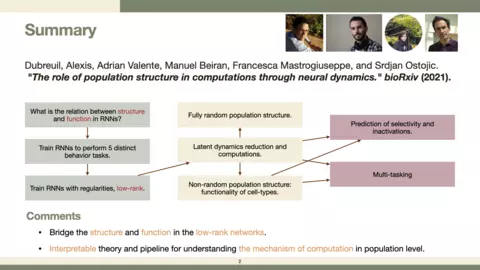 Summary
Dubreuil, Alexis, Adrian Valente, Manuel Beiran, Francesca Mastrogiuseppe, and Srdjan Ostojic.
"The role of population structure in computations through neural dynamics." bioRxiv (2021).
What is the relation between structure
and function in RNNs?
Train RNNs to perform 5 distinct
behavior tasks.
Train RNNs with regularities, low-rank.
Fully random population structure.
Latent dynamics reduction and
computations.
Non-random population structure:
functionality of cell-types.
Prediction of selectivity and
inactivations.
Multi-tasking
Comments
• Bridge the structure and function in the low-rank networks.
• Interpretable theory and pipeline for understanding the mechanism of computation in population level.
2